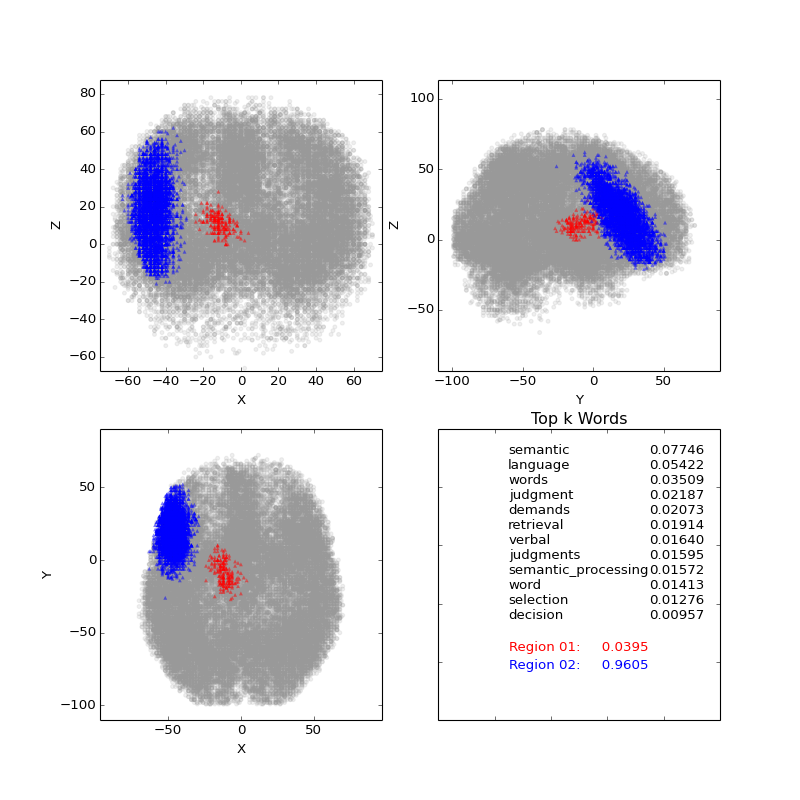 80
60
40
20
0
−20
−40
−60
Z
−60 −40 −20 0 20 40 60
X
100
50
0
−50
Z
−100 −50 0 50
Y
50
0
−50
−100
Y
−50 0 50
X
Top k Words
semantic 0.07746
language 0.05422
words 0.03509
judgment 0.02187
demands 0.02073
retrieval 0.01914
verbal 0.01640
judgments 0.01595
semantic_processing 0.01572
word 0.01413
selection 0.01276
decision 0.00957
Region 01: 0.0395
Region 02: 0.9605